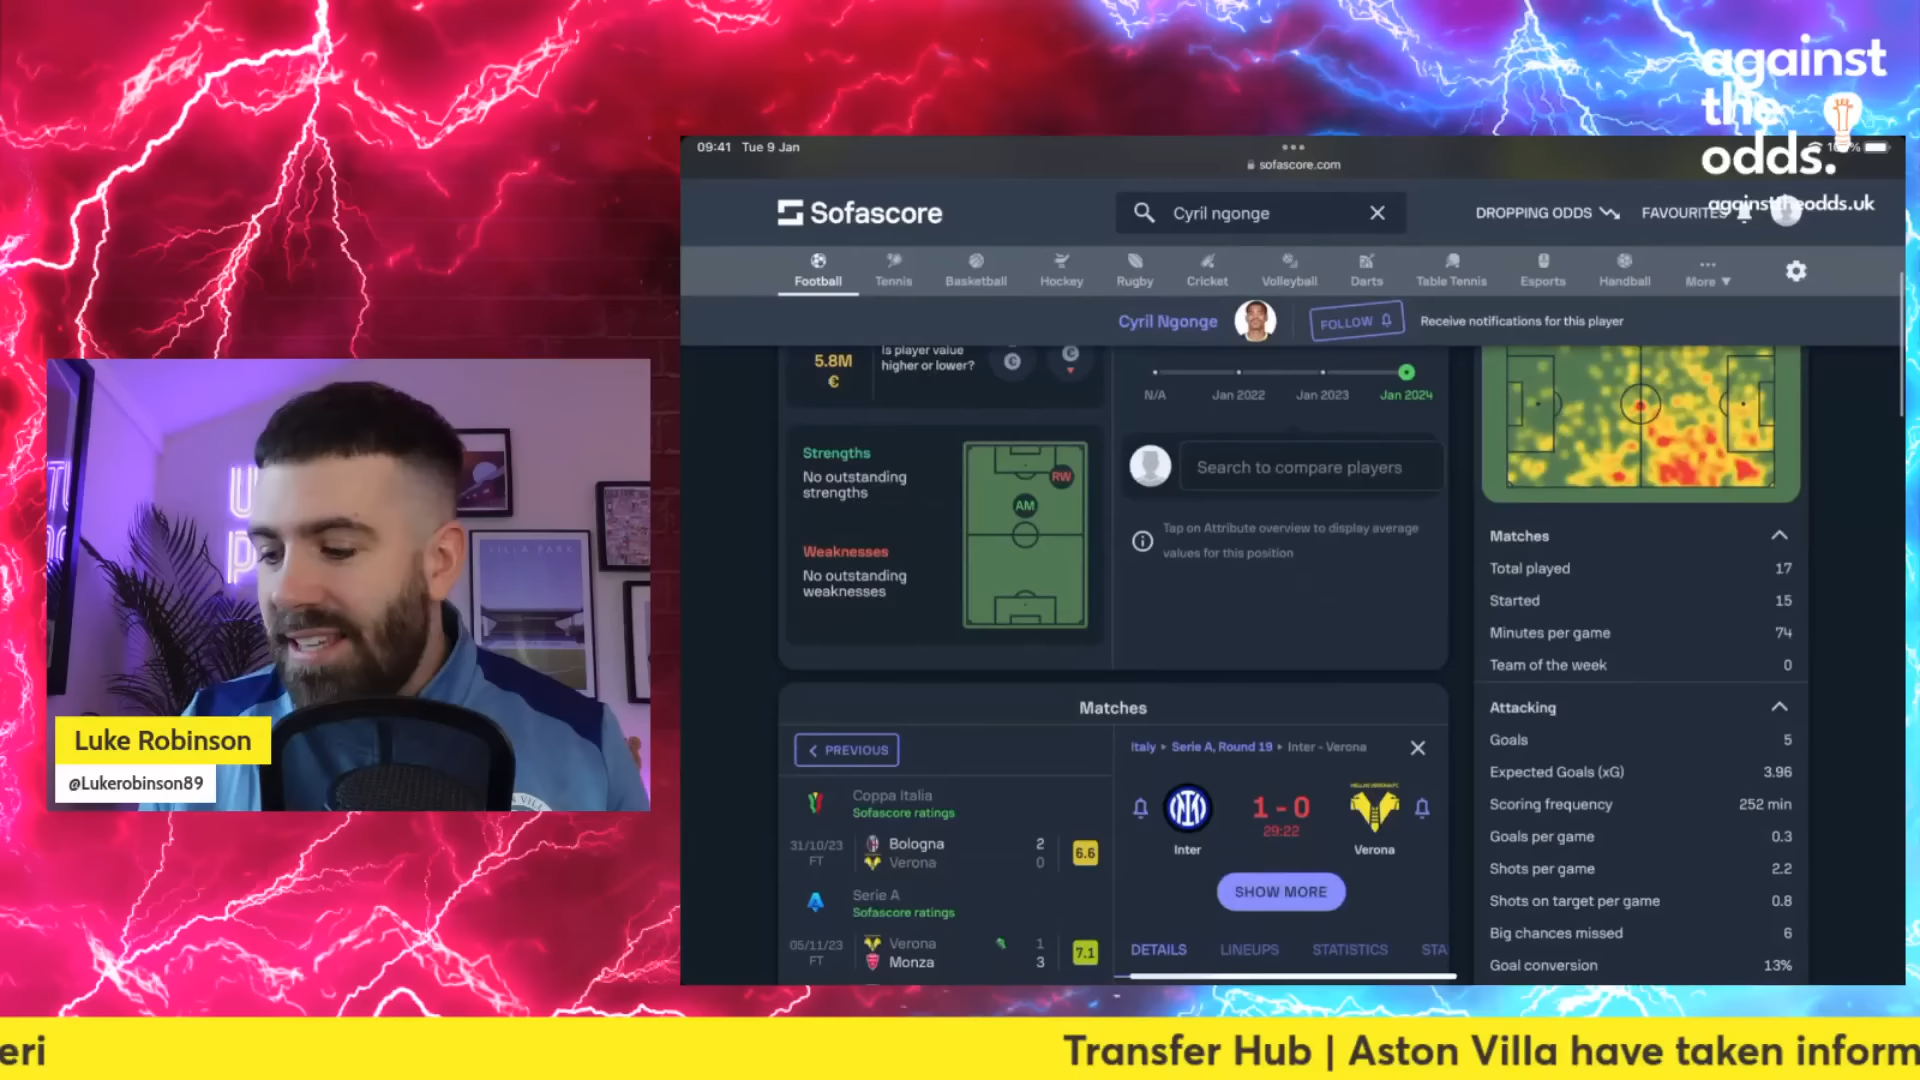 against
the
odds.
againsttheodds.uk
09:41 Tue 9 Jan
sofascore.com
Sofascore
Cyril ngonge
DROPPING ODDS
FAVOURITES
Football
Tennis
Basketball
Hockey
Rugby
Cricket
Volleyball
Darts
Table Tennis
Esports
Handball
More
Cyril Ngonge
FOLLOW
Receive notifications for this player
5.8M
€
Is player value
higher or lower?
N/A
Jan 2022
Jan 2023
Jan 2024
Strengths
No outstanding
strengths
Weaknesses
No outstanding
weaknesses
RW
AM
Search to compare players
Tap on Attribute overview to display average
values for this position
Matches
Total played 17
Started 15
Minutes per game 74
Team of the week 0
Attacking
Goals 5
Expected Goals (xG) 3.96
Scoring frequency 252 min
Goals per game 0.3
Shots per game 2.2
Shots on target per game 0.8
Big chances missed 6
Goal conversion 13%
Matches
PREVIOUS
Coppa Italia
Sofascore ratings
31/10/23
FT
Bologna 2
Verona 0
6.6
Serie A
Sofascore ratings
05/11/23
FT
Verona 1
Monza 3
7.1
Italy
Serie A, Round 19
Inter - Verona
1 - 0
29:22
Inter
Verona
SHOW MORE
DETAILS
LINEUPS
STATISTICS
STA
VILLA PARK
Luke Robinson
@Lukerobinson89
eri
Transfer Hub | Aston Villa have taken inform